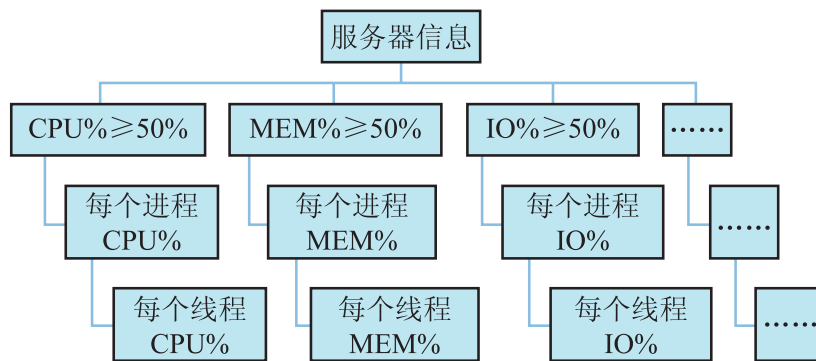 服务器信息
CPU%≥50%
MEM%≥50%
IO%≥50%
……
每个进程
CPU%
每个进程
MEM%
每个进程
IO%
……
每个线程
CPU%
每个线程
MEM%
每个线程
IO%
……